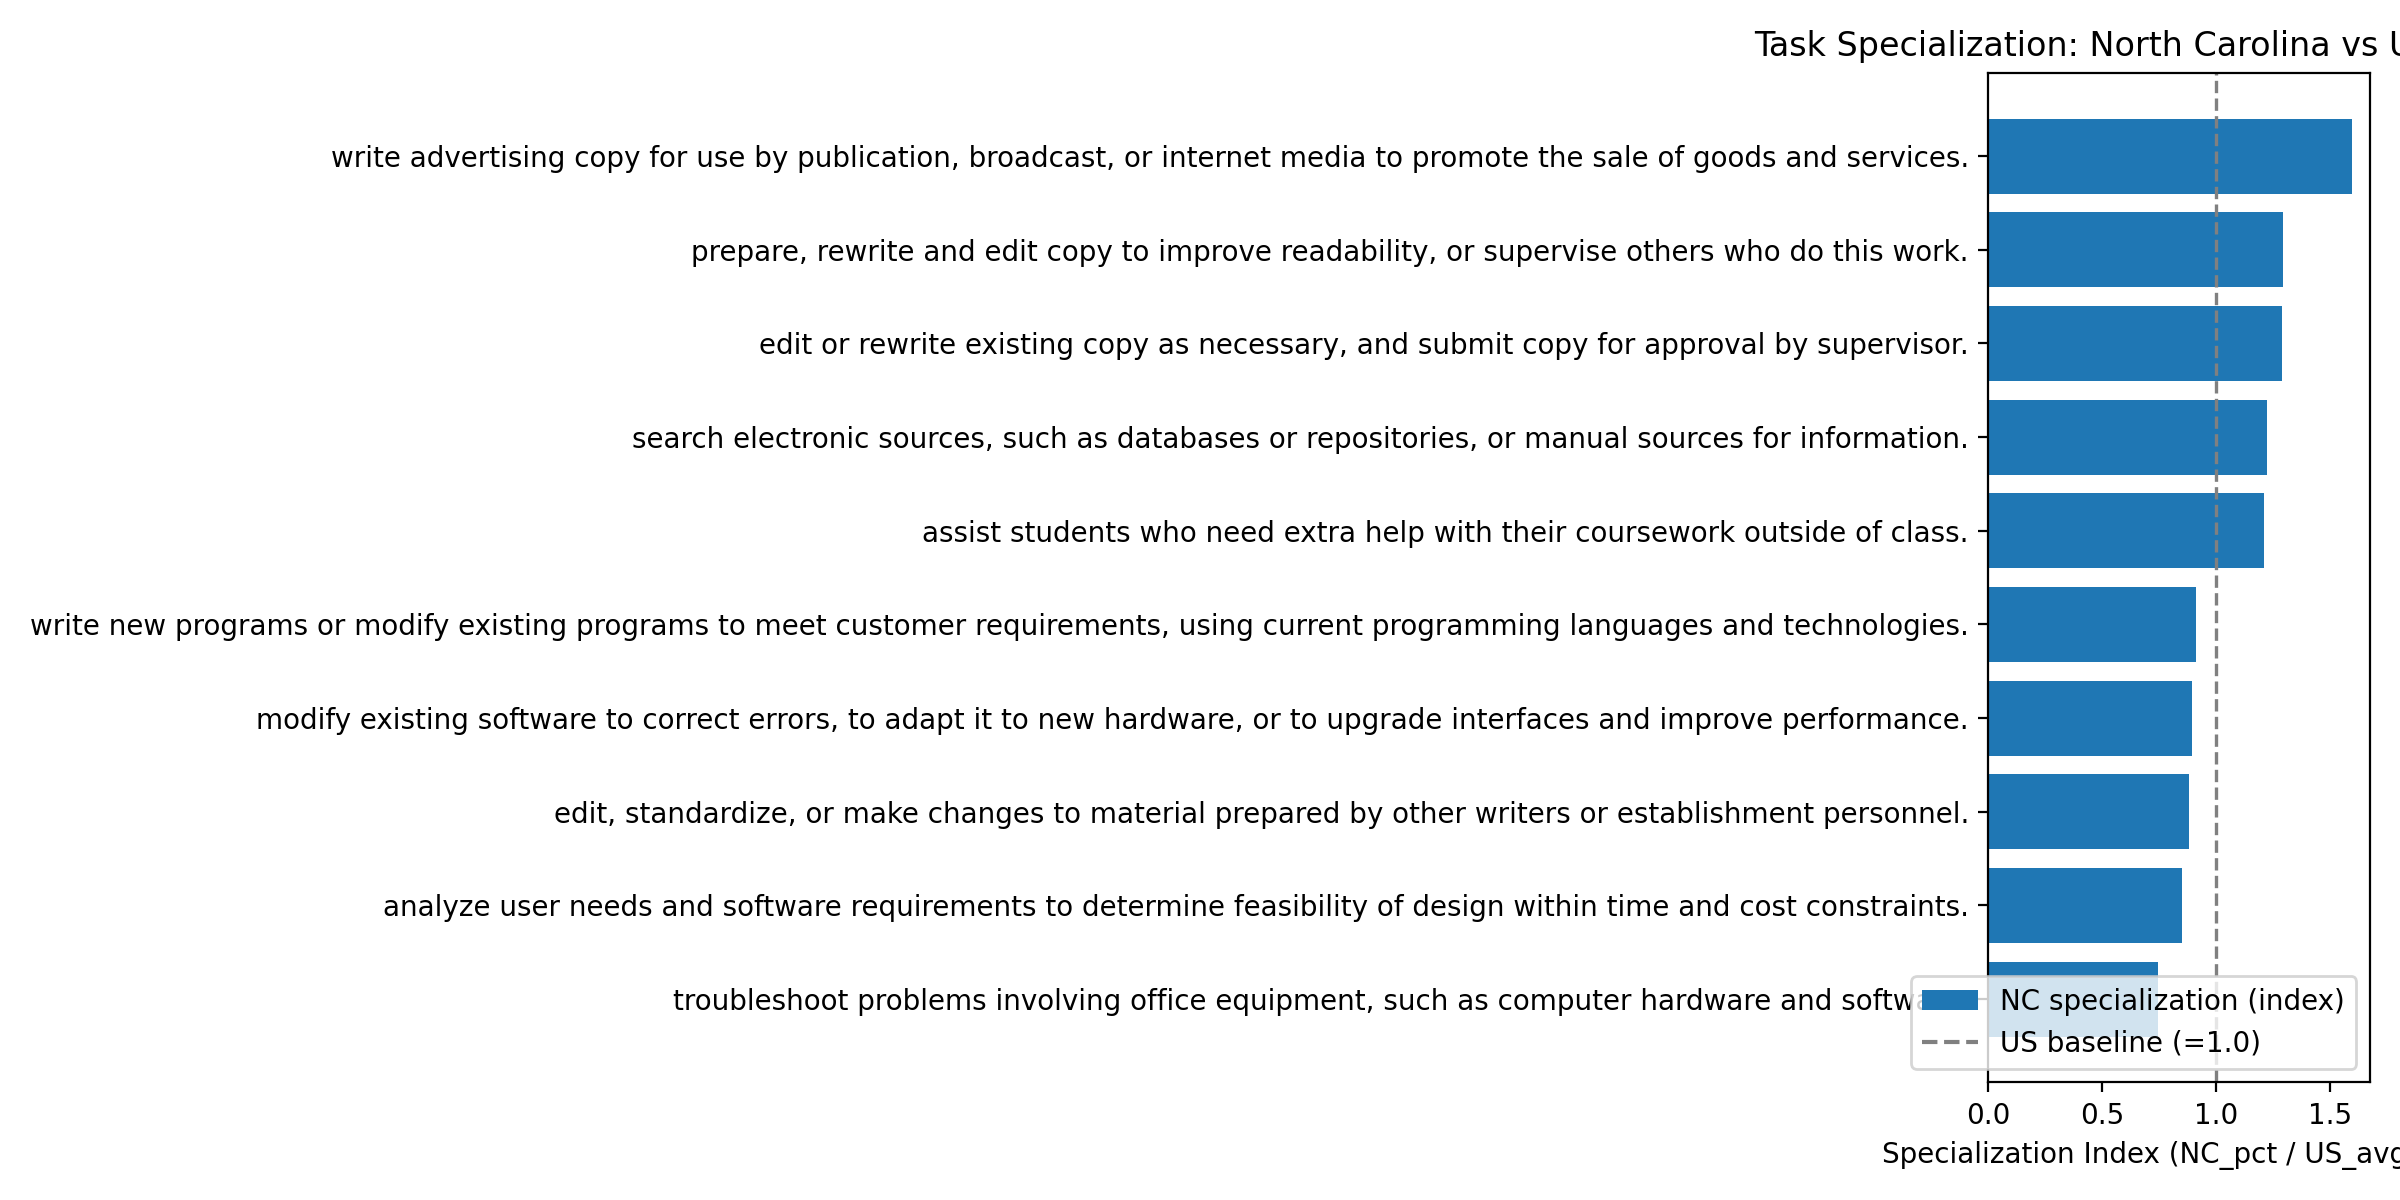 Task Specialization: North Carolina vs
write advertising copy for use by publication, broadcast, or internet media to promote the sale of goods and services.
prepare, rewrite and edit copy to improve readability, or supervise others who do this work.
edit or rewrite existing copy as necessary, and submit copy for approval by supervisor.
search electronic sources, such as databases or repositories, or manual sources for information.
assist students who need extra help with their coursework outside of class.
write new programs or modify existing programs to meet customer requirements, using current programming languages and technologies.
modify existing software to correct errors, to adapt it to new hardware, or to upgrade interfaces and improve performance.
edit, standardize, or make changes to material prepared by other writers or establishment personnel.
analyze user needs and software requirements to determine feasibility of design within time and cost constraints.
troubleshoot problems involving office equipment, such as computer hardware and softwa
NC specialization (index)
US baseline (=1.0)
0.0 0.5 1.0 1.5
Specialization Index (NC_pct / US_avg